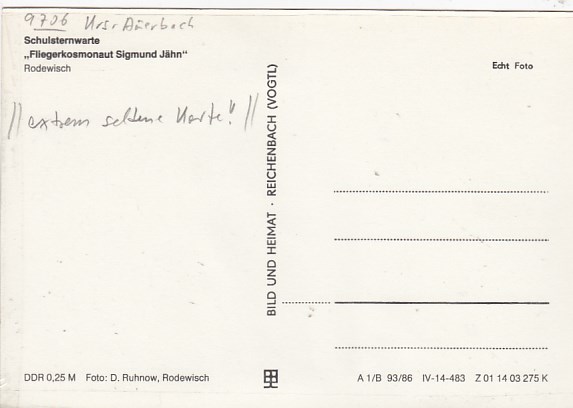 9706 Krsr Auerbach
Schulsternwarte
„Fliegerkosmonaut Sigmund Jähn“
Rodewisch
Echt Foto
//extrem seltene Karte!//
BILD UND HEIMAT · REICHENBACH (VOGTL)
DDR 0,25 M Foto: D. Ruhnow, Rodewisch
A 1/B 93/86 IV-14-483 Z 01 14 03 275 K